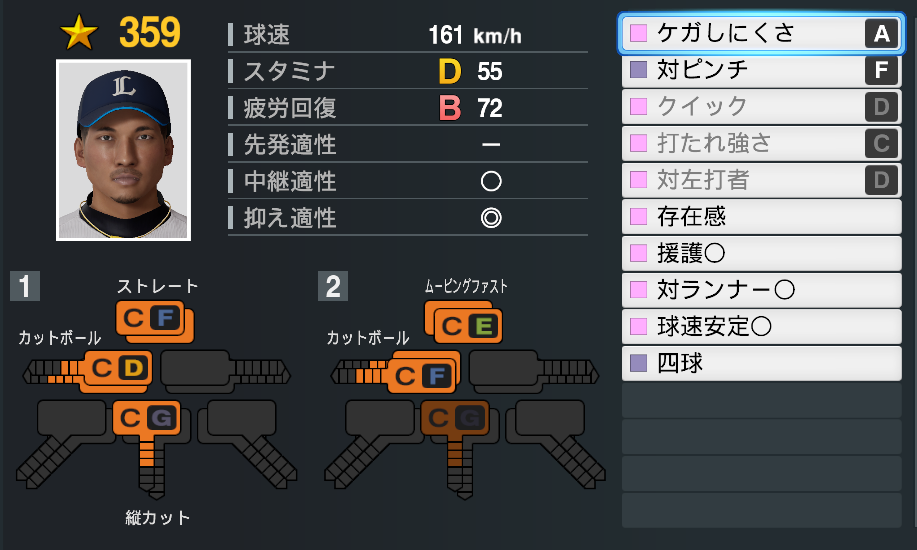 ★ 359
L
球速 161 km/h
スタミナ D 55
疲労回復 B 72
先発適性 ー
中継適性 ○
抑え適性 ◎
ケガしにくさ A
対ピンチ F
クイック D
打たれ強さ C
対左打者 D
存在感
援護○
対ランナー○
球速安定○
四球
1
ストレート
C F
カットボール
C D
C G
縦カット
2
ムービングファスト
C E
カットボール
C F
C G